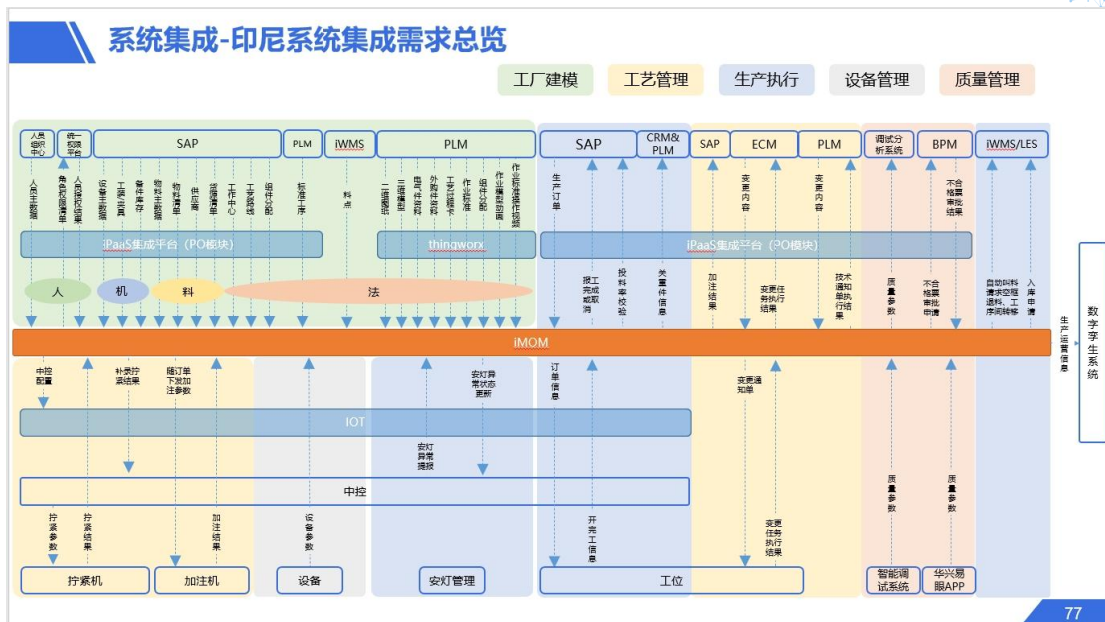 系统集成-印尼系统集成需求总览
工厂建模
工艺管理
生产执行
设备管理
质量管理
人员
组织
中心
统一
权限
平台
SAP
PLM
iWMS
PLM
SAP
CRM&
PLM
SAP
ECM
PLM
调试分
析系统
BPM
iWMS/LES
人员主数据
角色权限清单
人员授权结果
设备主数据
工装夹具
备件库存
物料主数据
物料清单
供应商
货源清单
工作中心
工艺路线
组件分配
标准工序
料点
二维图纸
三维模型
电气件资料
外购件资料
工艺过程卡
作业标准
组件分配
作业模型动画
作业标准操作视频
生产订单
变更内容
变更内容
不合
格票
审批
结果
iPaaS集成平台（PO模块）
thingworx
iPaaS集成平台（PO模块）
人
机
料
法
报工
完成
或取
消
投料率校验
关重件信息
加注结果
变更任
务执行
结果
技术
通知
单执
行结
果
质量参数
不合
格票
审批
申请
自助叫料
请求空框
退料、工
序间转移
入库申请
iMOM
生产运营信息
数字孪生系统
中控
配置
补录拧
紧结果
随订单
下发加
注参数
安灯异
常状态
更新
订单信息
变更通
知单
IOT
安灯
异常
提报
中控
拧紧参数
拧紧结果
加注结果
设备参数
开完工信息
变更
任务
执行
结果
质量参数
质量参数
拧紧机
加注机
设备
安灯管理
工位
智能调
试系统
华兴易
眼APP
77